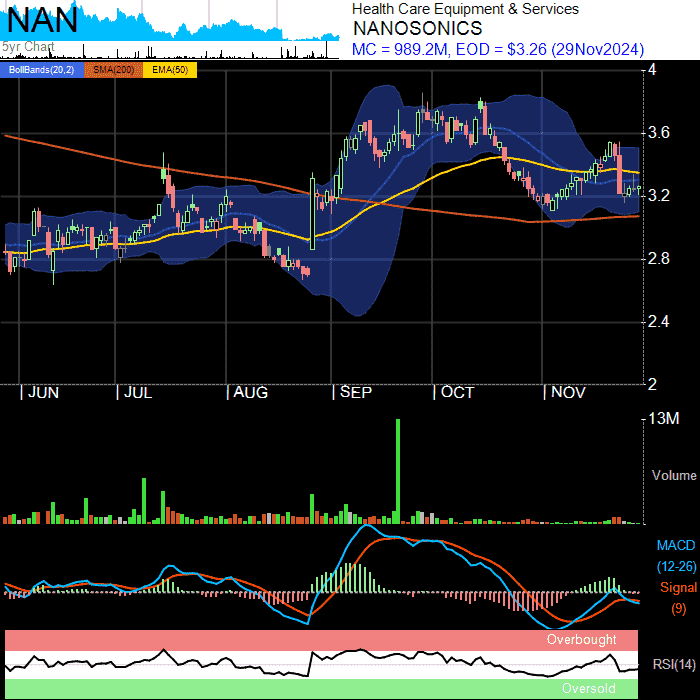 NAN
5yr Chart
Health Care Equipment & Services
NANOSONICS
MC = 989.2M, EOD = $3.26 (29Nov2024)
BollBands(20,2) SMA(200) EMA(50)
4
3.6
3.2
2.8
2.4
2
JUN JUL AUG SEP OCT NOV
13M
Volume
MACD
(12-26)
Signal
(9)
Overbought
RSI(14)
Oversold